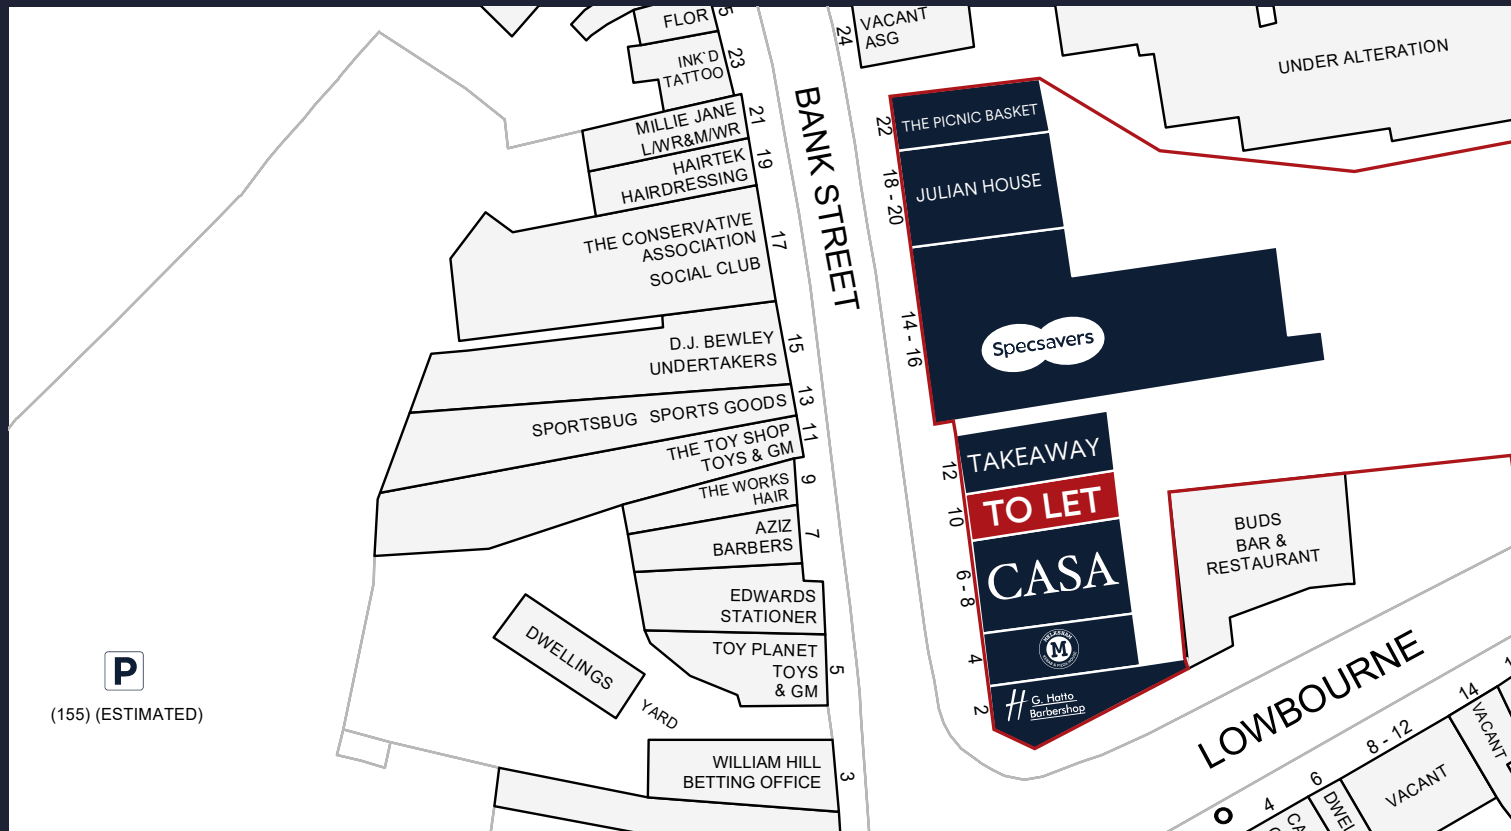 FLOR
5
INK'D
TATTOO
23
MILLIE JANE
L/WR&M/WR
21
HAIRTEK
HAIRDRESSING
19
THE CONSERVATIVE
ASSOCIATION
SOCIAL CLUB
17
D.J. BEWLEY
UNDERTAKERS
15
SPORTSBUG SPORTS GOODS
13
THE TOY SHOP
TOYS & GM
11
THE WORKS
HAIR
9
AZIZ
BARBERS
7
EDWARDS
STATIONER
TOY PLANET
TOYS
& GM
5
DWELLINGS
YARD
WILLIAM HILL
BETTING OFFICE
3
P
(155) (ESTIMATED)
BANK STREET
24
VACANT
ASG
UNDER ALTERATION
22
THE PICNIC BASKET
18 - 20
JULIAN HOUSE
14 - 16
Specsavers
12
TAKEAWAY
10
TO LET
6 - 8
CASA
4
M
2
G. Hatto
Barbershop
BUDS
BAR &
RESTAURANT
LOWBOURNE
4
6
DWEL
8 - 12
VACANT
14
VACANT